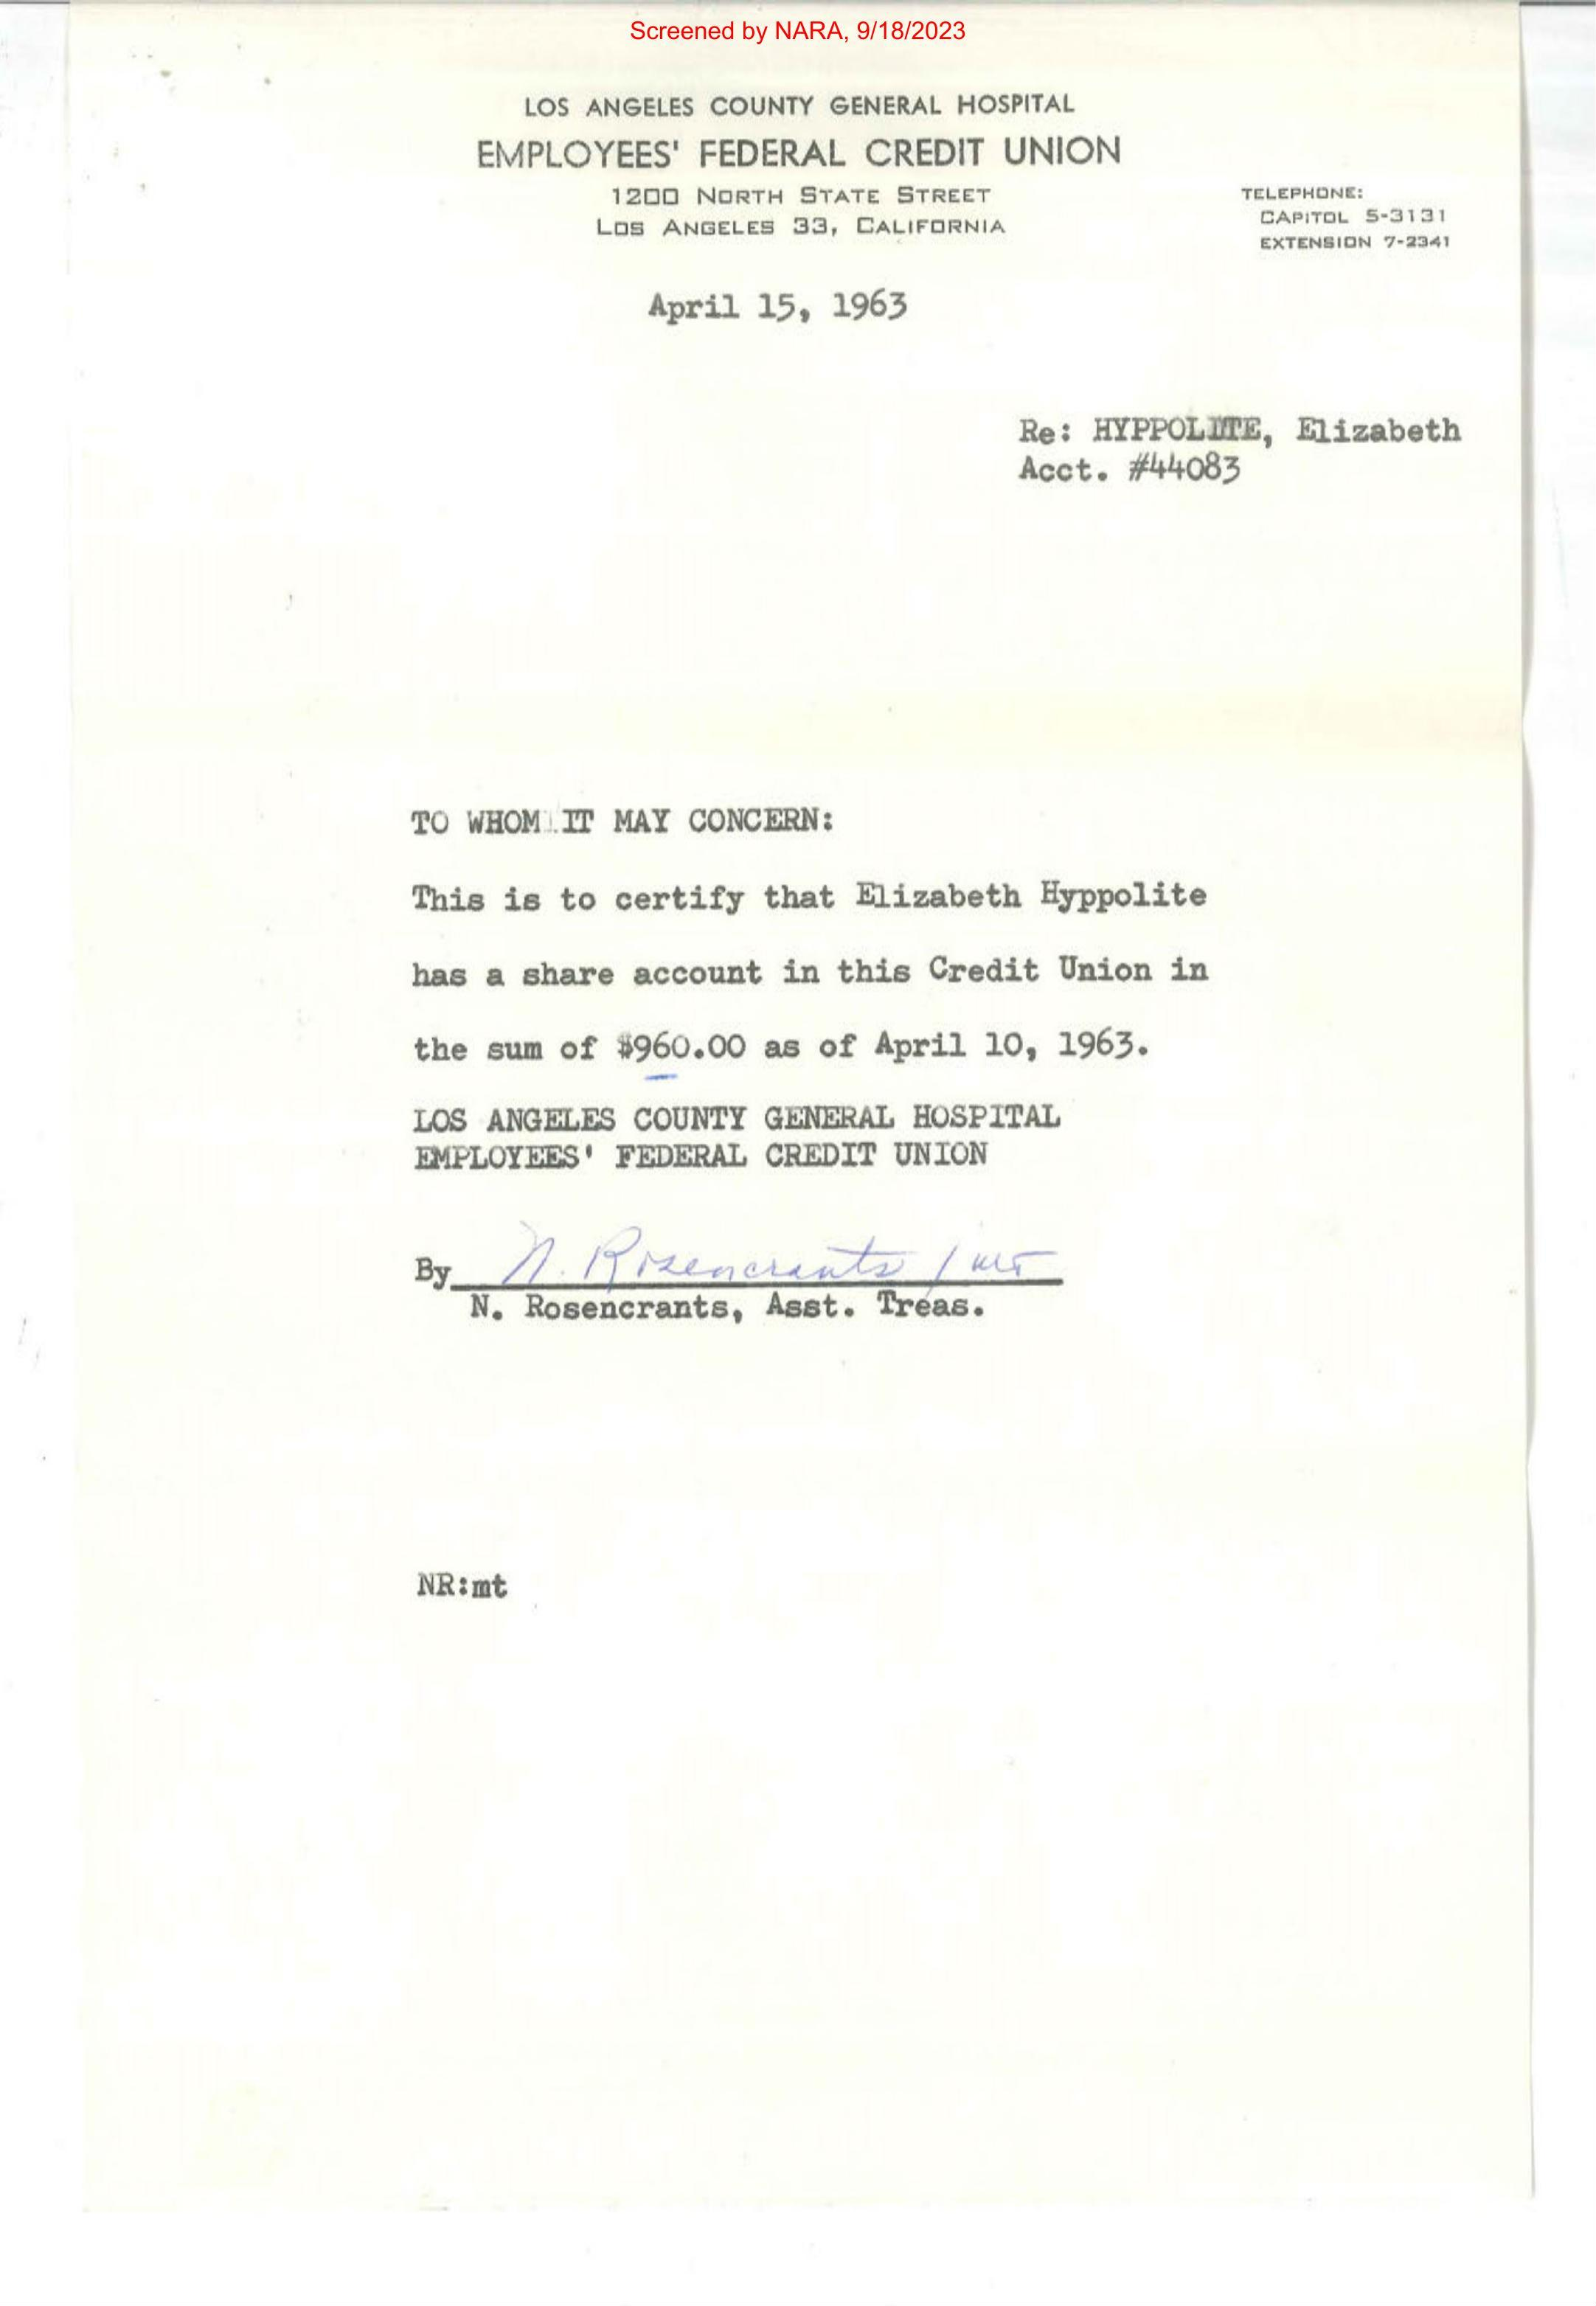 Screened by NARA, 9/18/2023
LOS ANGELES COUNTY GENERAL HOSPITAL
EMPLOYEES' FEDERAL CREDIT UNION
1200 NORTH STATE STREET
LOS ANGELES 33, CALIFORNIA
TELEPHONE:
CAPITOL 5-3131
EXTENSION 7-2341
April 15, 1963
Re: HYPPOLITE, Elizabeth
Acct. #44083
TO WHOM IT MAY CONCERN:
This is to certify that Elizabeth Hyppolite
has a share account in this Credit Union in
the sum of $960.00 as of April 10, 1963.
LOS ANGELES COUNTY GENERAL HOSPITAL
EMPLOYEES' FEDERAL CREDIT UNION
By N. Rosencrants / mt
N. Rosencrants, Asst. Treas.
NR:mt